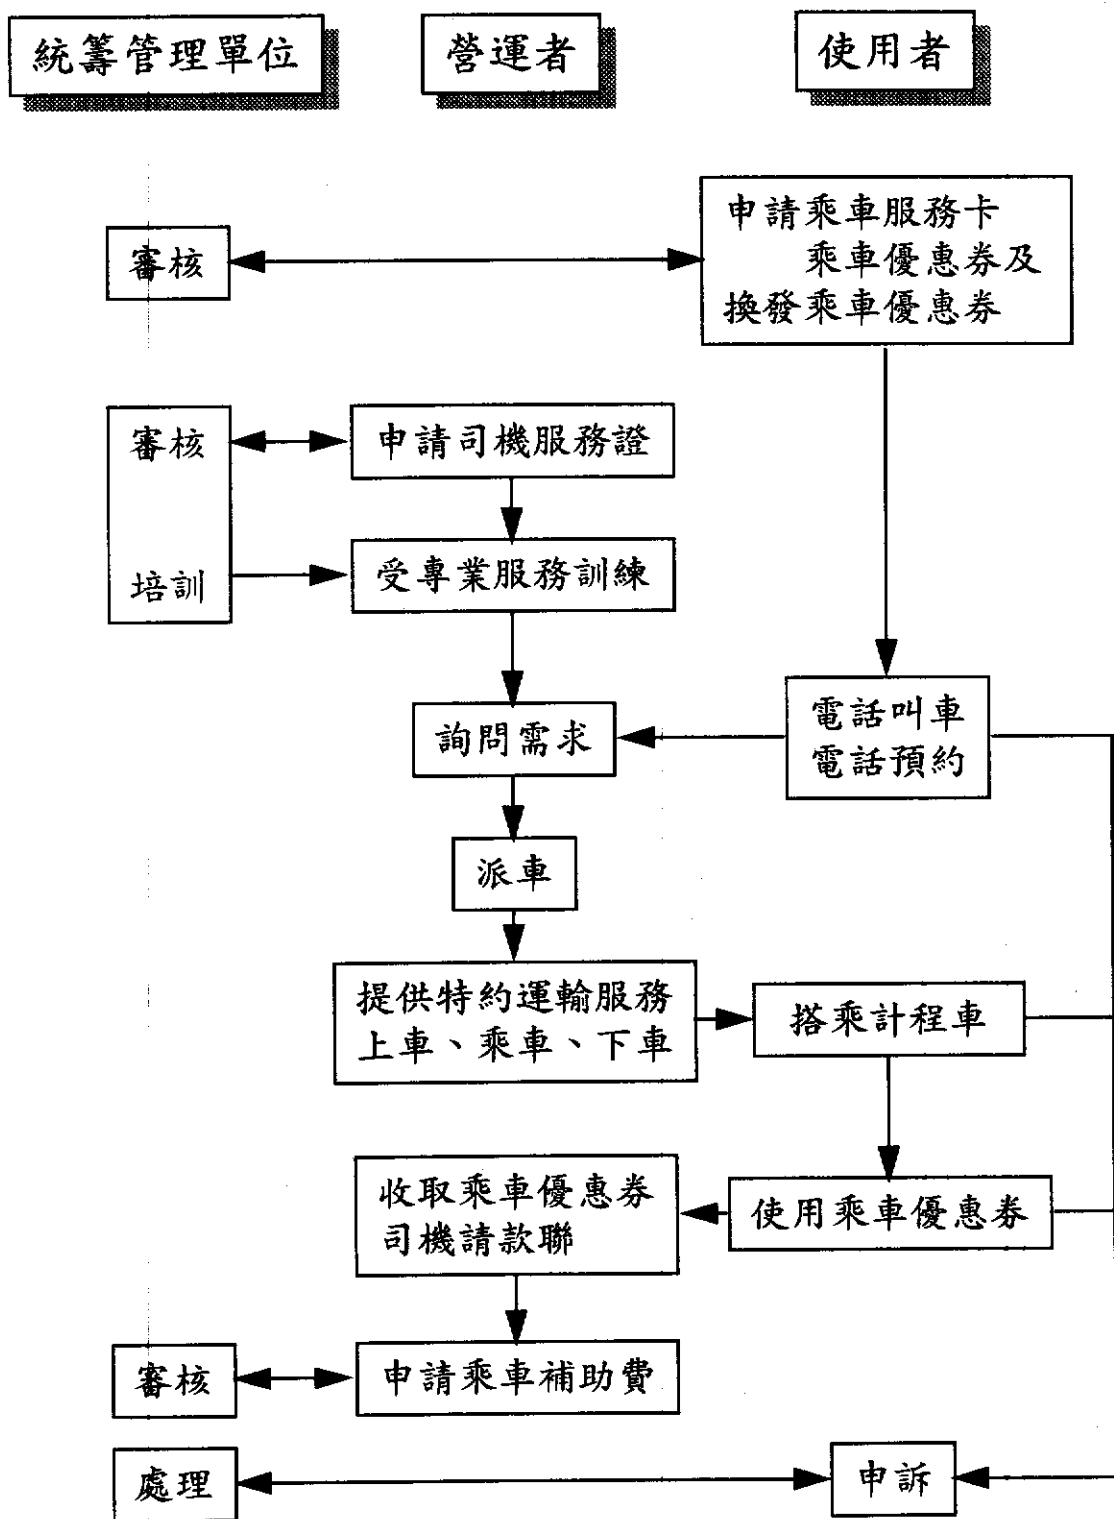 統籌管理單位
營運者
使用者
審核
申請乘車服務卡
乘車優惠券及
換發乘車優惠券
審核
申請司機服務證
培訓
受專業服務訓練
詢問需求
電話叫車
電話預約
派車
提供特約運輸服務
上車、乘車、下車
搭乘計程車
收取乘車優惠券
司機請款聯
使用乘車優惠券
審核
申請乘車補助費
處理
申訴